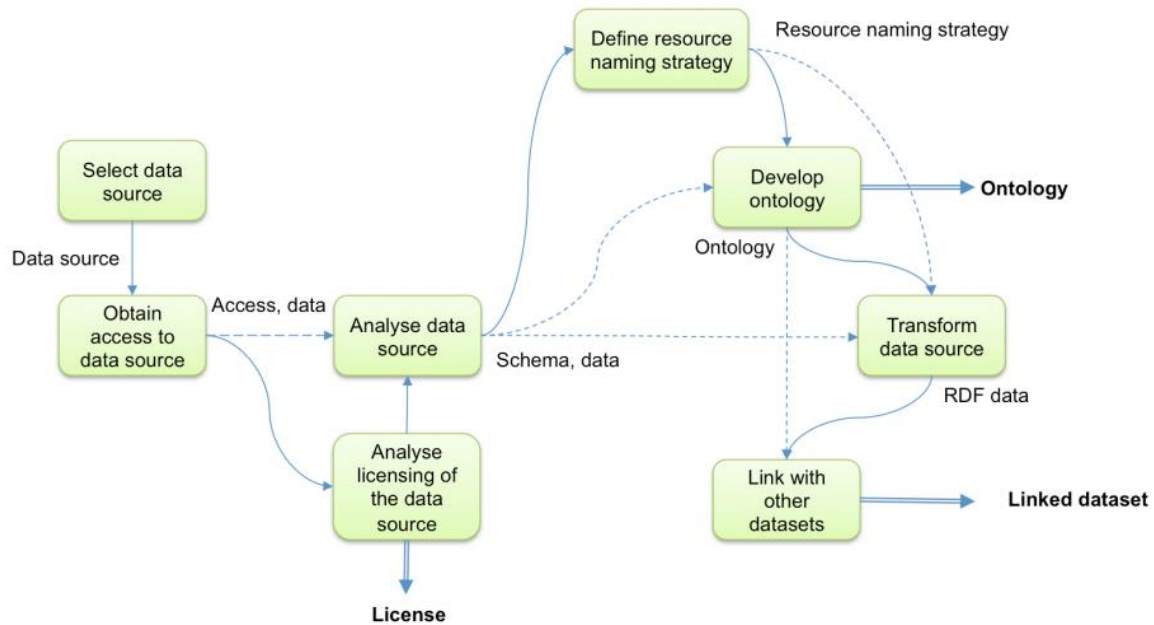 Define resource
naming strategy
Resource naming strategy
Select data
source
Develop
ontology
Ontology
Data source
Ontology
Obtain
access to
data source
Access, data
Analyse data
source
Schema, data
Transform
data source
RDF data
Analyse
licensing of
the data
source
Link with
other
datasets
Linked dataset
License